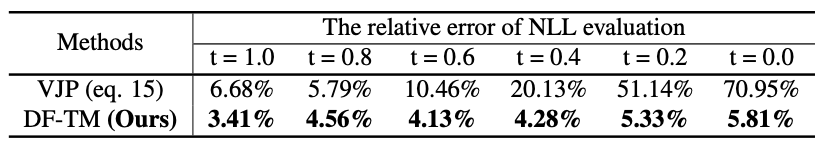 Methods The relative error of NLL evaluation
t = 1.0 t = 0.8 t = 0.6 t = 0.4 t = 0.2 t = 0.0
VJP (eq. 15) 6.68% 5.79% 10.46% 20.13% 51.14% 70.95%
DF-TM (Ours) 3.41% 4.56% 4.13% 4.28% 5.33% 5.81%